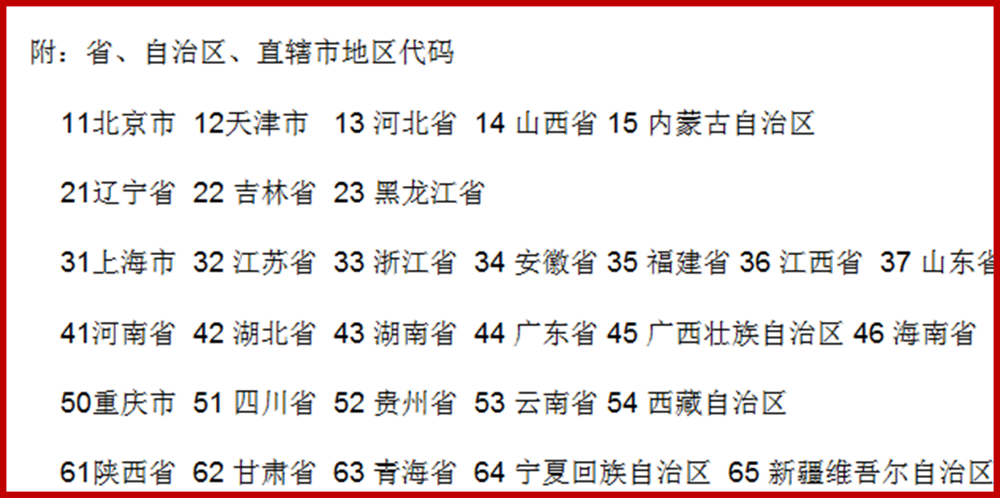 附：省、自治区、直辖市地区代码
11北京市 12天津市 13 河北省 14 山西省 15 内蒙古自治区
21辽宁省 22 吉林省 23 黑龙江省
31上海市 32 江苏省 33 浙江省 34 安徽省 35 福建省 36 江西省 37 山东省
41河南省 42 湖北省 43 湖南省 44 广东省 45 广西壮族自治区 46 海南省
50重庆市 51 四川省 52 贵州省 53 云南省 54 西藏自治区
61陕西省 62 甘肃省 63 青海省 64 宁夏回族自治区 65 新疆维吾尔自治区